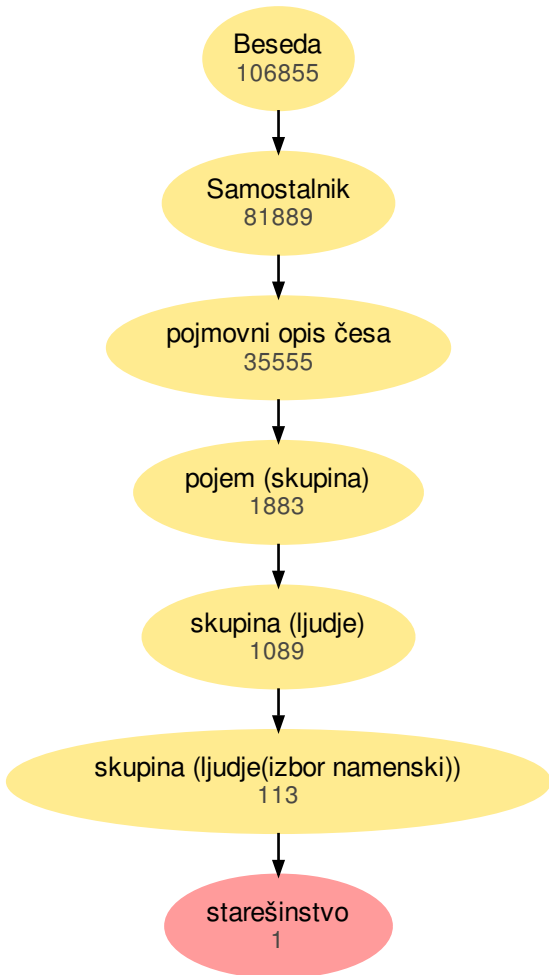 Beseda
106855
Samostalnik
81889
pojmovni opis česa
35555
pojem (skupina)
1883
skupina (ljudje)
1089
skupina (ljudje(izbor namenski))
113
starešinstvo
1